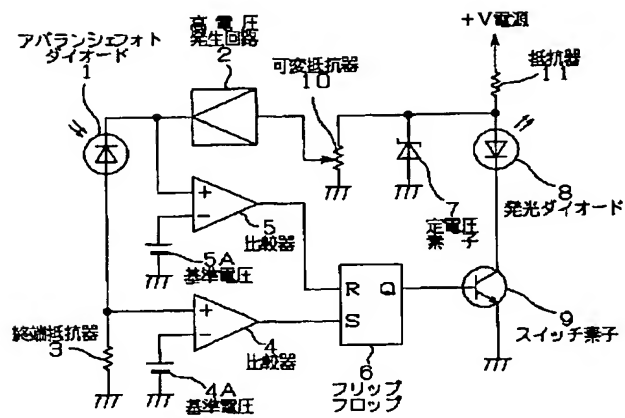 アバランシェフォト
ダイオード
1
高電圧
発生回路
2
可変抵抗器
10
+V電源
抵抗器
11
+
−
5
比較器
5A
基準電圧
7
定電圧
素子
8
発光ダイオード
R Q
S
6
フリップ
フロップ
9
スイッチ素子
終端抵抗器
3
+
−
4
比較器
4A
基準電圧